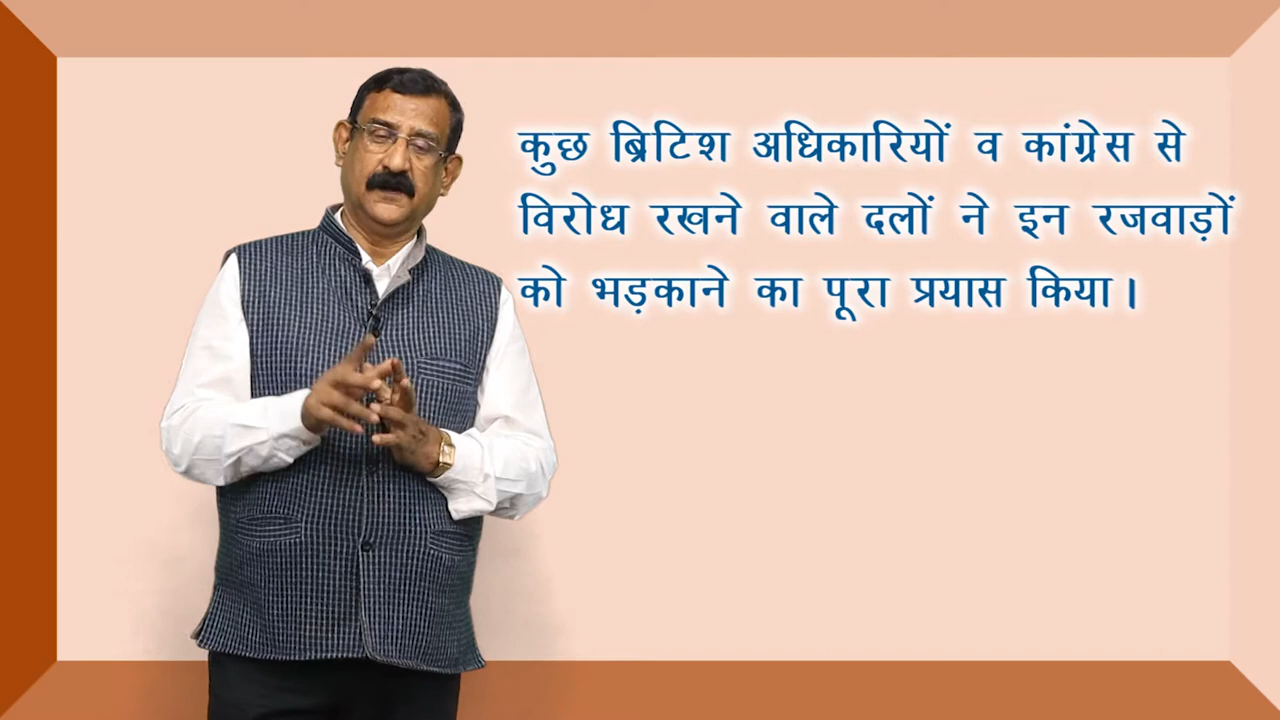 कुछ ब्रिटिश अधिकारियों व कांग्रेस से
विरोध रखने वाले दलों ने इन रजवाड़ों
को भड़काने का पूरा प्रयास किया।